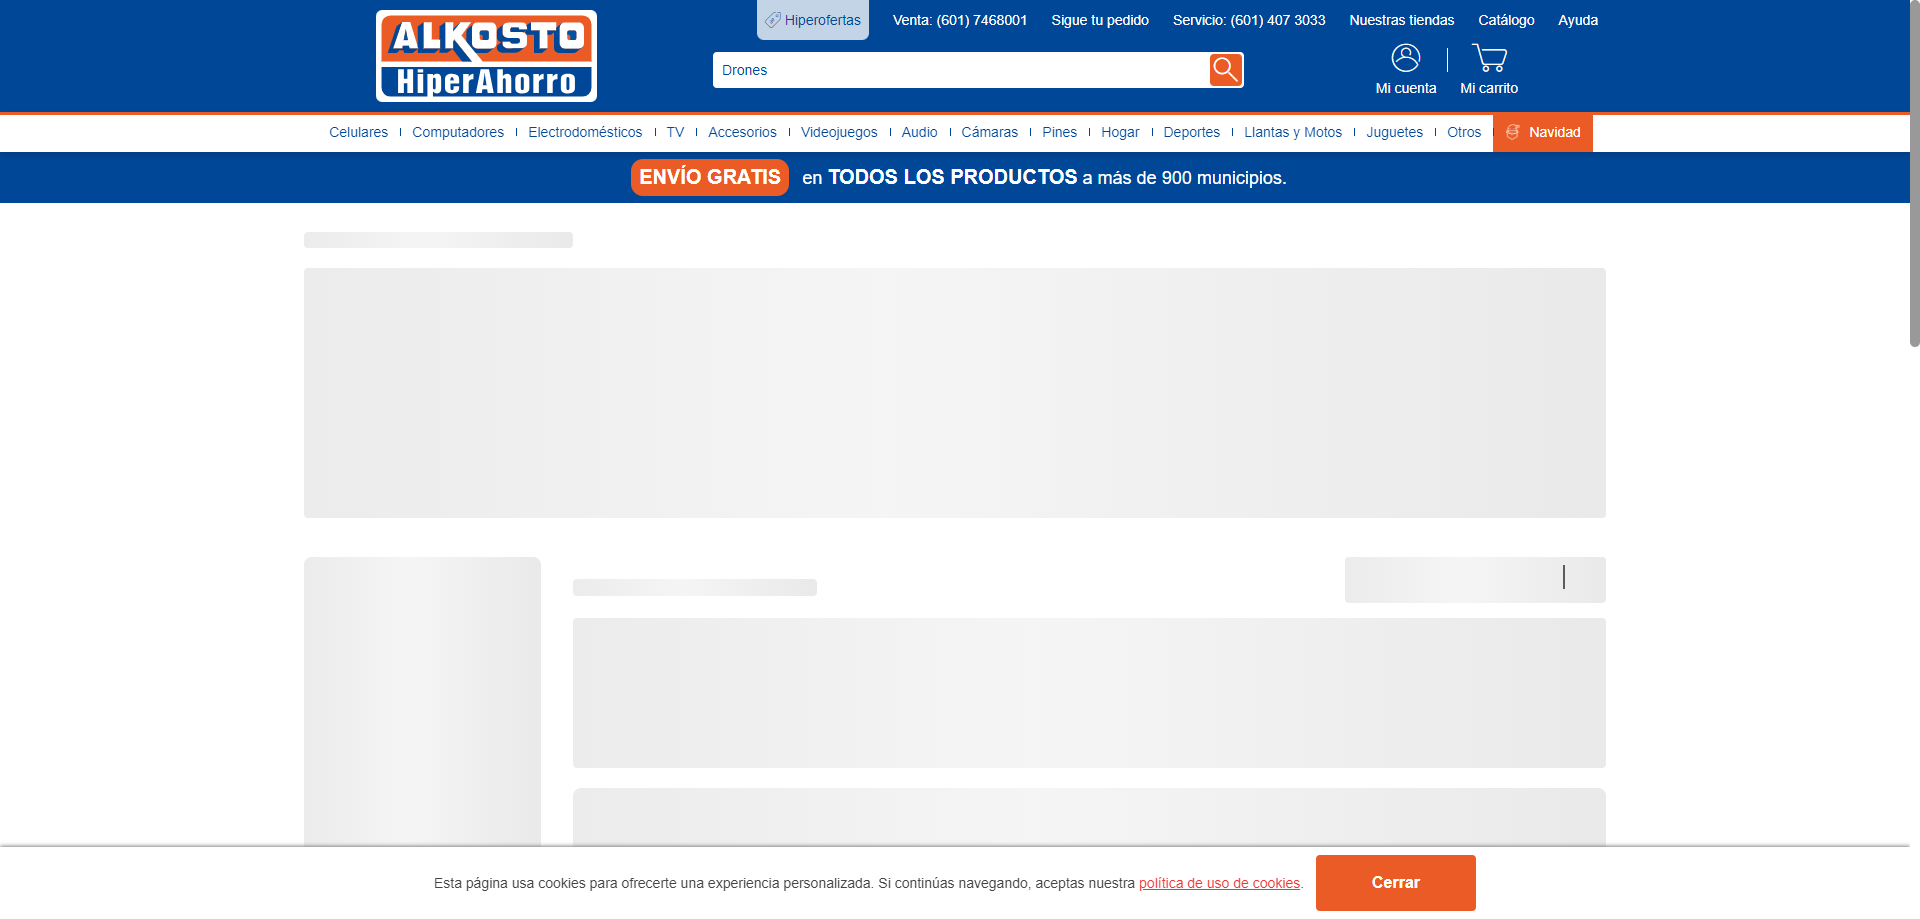 ALKOSTO
HiperAhorro
Hiperofertas
Venta: (601) 7468001
Sigue tu pedido
Servicio: (601) 407 3033
Nuestras tiendas
Catálogo
Ayuda
Drones
Mi cuenta
Mi carrito
Celulares
Computadores
Electrodomésticos
TV
Accesorios
Videojuegos
Audio
Cámaras
Pines
Hogar
Deportes
Llantas y Motos
Juguetes
Otros
Navidad
ENVÍO GRATIS en TODOS LOS PRODUCTOS a más de 900 municipios.
Esta página usa cookies para ofrecerte una experiencia personalizada. Si continúas navegando, aceptas nuestra política de uso de cookies.
Cerrar